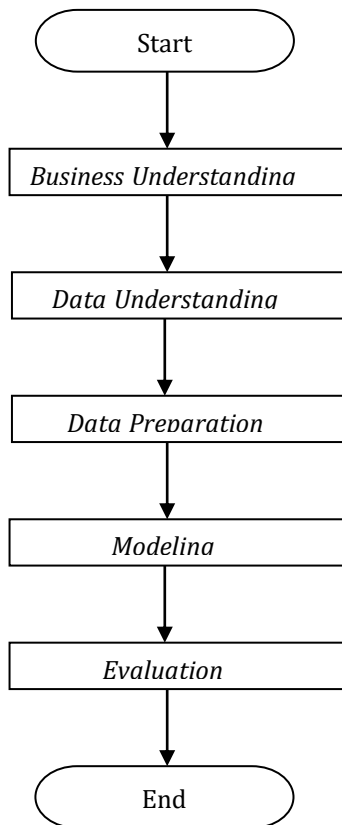 Start
Business Understanding
Data Understanding
Data Preparation
Modeling
Evaluation
End